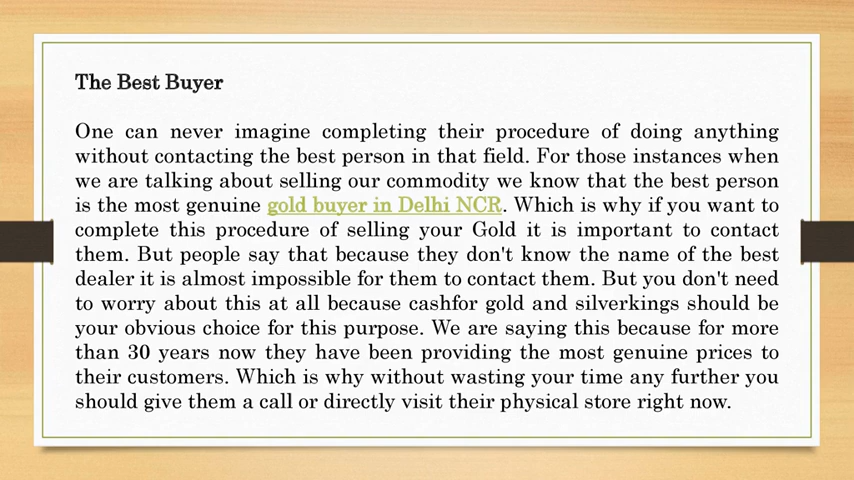 The Best Buyer
One can never imagine completing their procedure of doing anything
without contacting the best person in that field. For those instances when
we are talking about selling our commodity we know that the best person
is the most genuine gold buyer in Delhi NCR. Which is why if you want to
complete this procedure of selling your Gold it is important to contact
them. But people say that because they don't know the name of the best
dealer it is almost impossible for them to contact them. But you don't need
to worry about this at all because cashfor gold and silverkings should be
your obvious choice for this purpose. We are saying this because for more
than 30 years now they have been providing the most genuine prices to
their customers. Which is why without wasting your time any further you
should give them a call or directly visit their physical store right now.